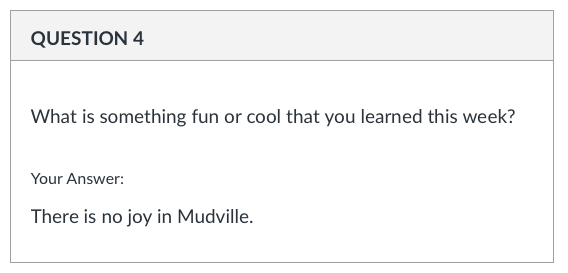 QUESTION 4
What is something fun or cool that you learned this week?
Your Answer:
There is no joy in Mudville.